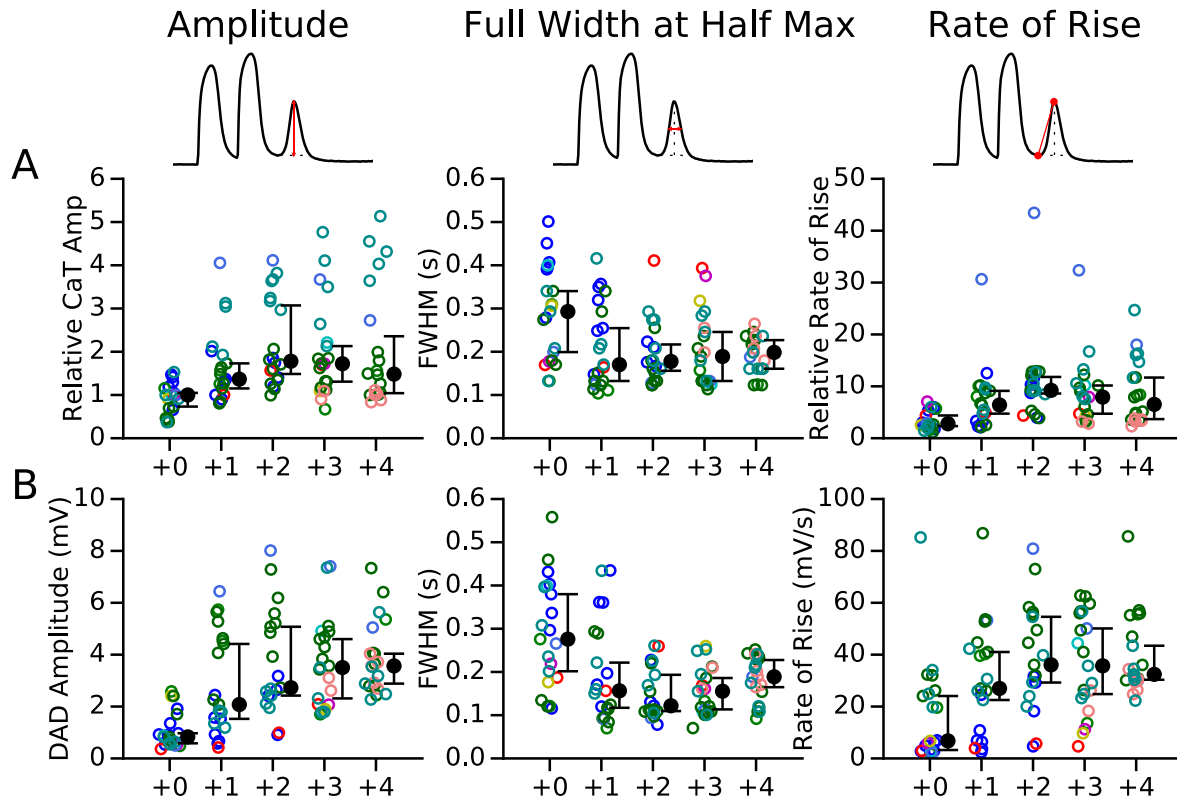 Amplitude
Full Width at Half Max
Rate of Rise
A
Relative CaT Amp
6
5
4
3
2
1
0
+0 +1 +2 +3 +4
FWHM (s)
0.6
0.5
0.4
0.3
0.2
0.1
0.0
+0 +1 +2 +3 +4
Relative Rate of Rise
50
40
30
20
10
0
+0 +1 +2 +3 +4
B
DAD Amplitude (mV)
10
8
6
4
2
0
+0 +1 +2 +3 +4
FWHM (s)
0.6
0.5
0.4
0.3
0.2
0.1
0.0
+0 +1 +2 +3 +4
Rate of Rise (mV/s)
100
80
60
40
20
0
+0 +1 +2 +3 +4